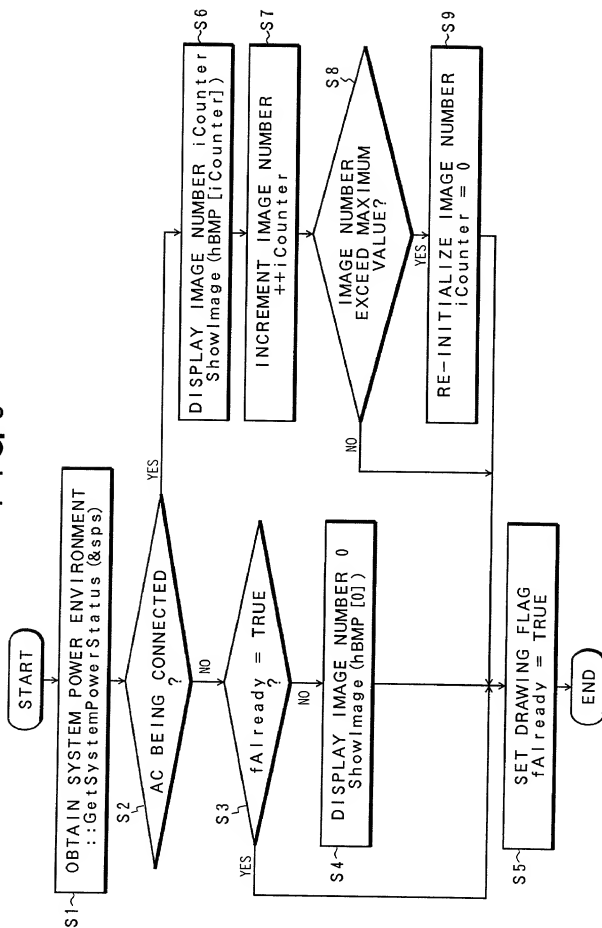 START
S1
OBTAIN SYSTEM POWER ENVIRONMENT
::GetSystemPowerStatus (&sps)
S2
AC BEING CONNECTED
?
YES
NO
S3
fAlready = TRUE
?
YES
NO
S4
DISPLAY IMAGE NUMBER 0
ShowImage (hBMP [0])
S5
SET DRAWING FLAG
fAlready = TRUE
END
S6
DISPLAY IMAGE NUMBER iCounter
ShowImage (hBMP [iCounter])
S7
INCREMENT IMAGE NUMBER
++iCounter
S8
IMAGE NUMBER
EXCEED MAXIMUM
VALUE?
NO
YES
S9
RE-INITIALIZE IMAGE NUMBER
iCounter = 0